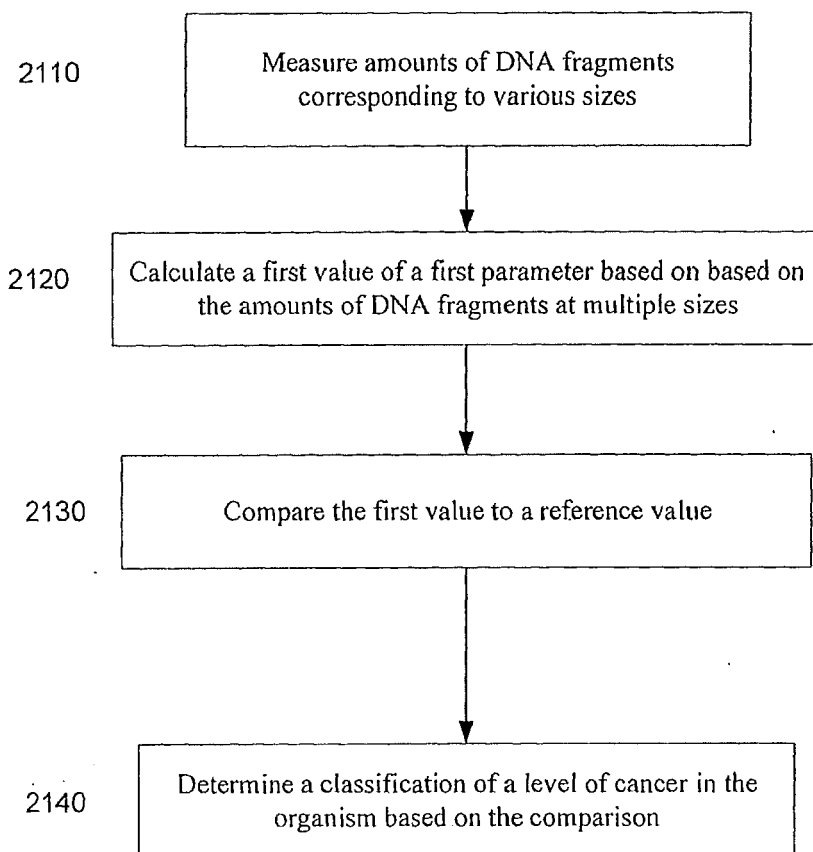 2110
Measure amounts of DNA fragments
corresponding to various sizes
2120
Calculate a first value of a first parameter based on based on
the amounts of DNA fragments at multiple sizes
2130
Compare the first value to a reference value
2140
Determine a classification of a level of cancer in the
organism based on the comparison